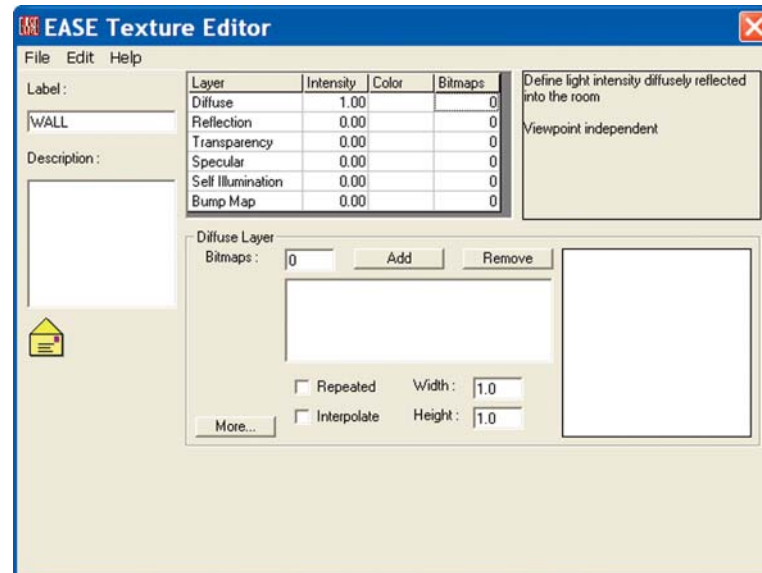 EASE EASE Texture Editor
File Edit Help
Label :
WALL
Description :
Layer Intensity Color Bitmaps
Diffuse 1.00 0
Reflection 0.00 0
Transparency 0.00 0
Specular 0.00 0
Self Illumination 0.00 0
Bump Map 0.00 0
Define light intensity diffusely reflected
into the room
Viewpoint independent
Diffuse Layer
Bitmaps : 0 Add Remove
Repeated Width : 1.0
Interpolate Height : 1.0
More...